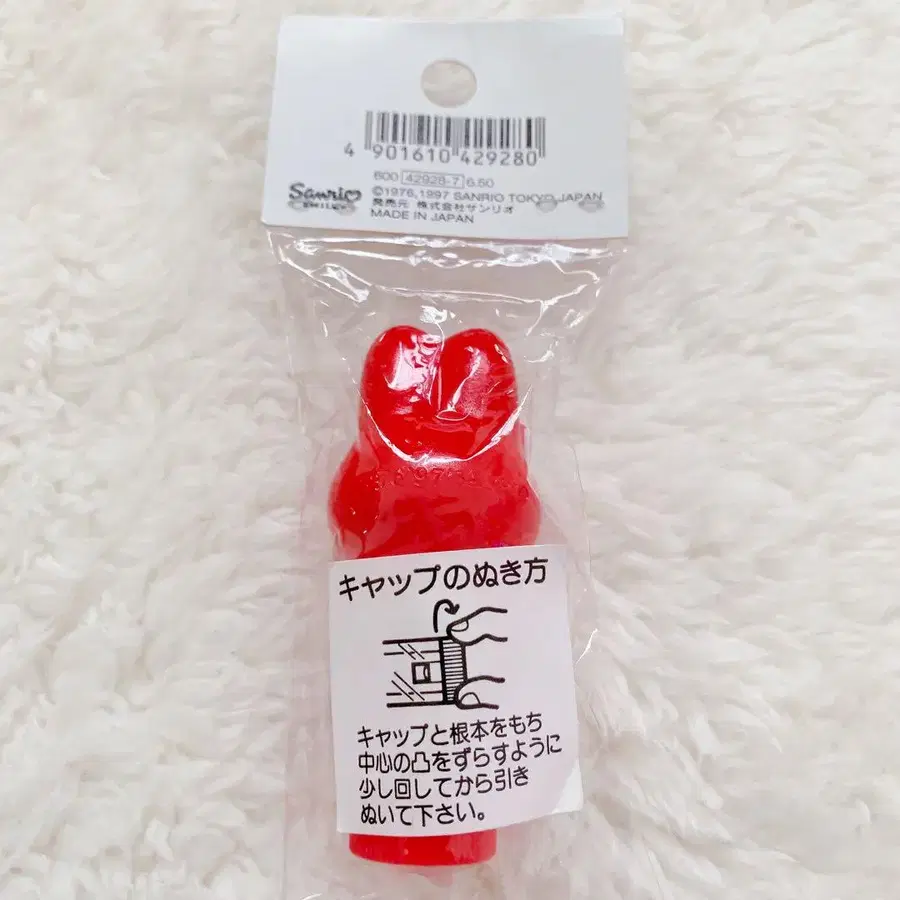 4 901610 429280
600 42928-7 6.50
Sanrio
SMILES
©1976,1997 SANRIO TOKYO,JAPAN
発売元 株式会社サンリオ
MADE IN JAPAN
キャップのぬき方
キャップと根本をもち
中心の凸をずらすように
少し回してから引き
ぬいて下さい。